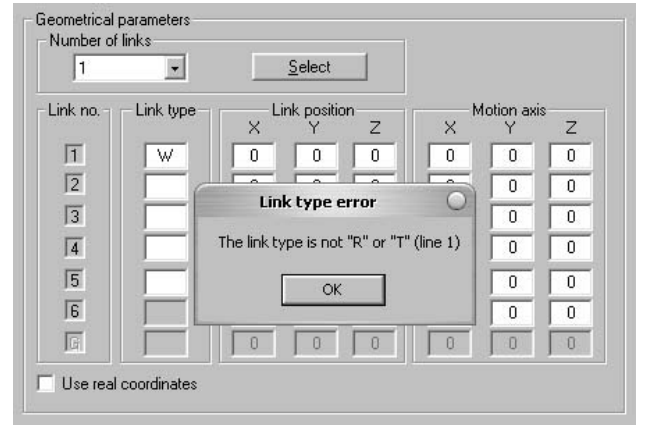 Geometrical parameters
Number of links
1
Select
Link no. Link type Link position Motion axis
X Y Z X Y Z
1 W 0 0 0 0 0 0
2 0 0
3 0 0
Link type error
The link type is not "R" or "T" (line 1)
OK
4 0 0
5 0 0
6 0 0
G 0 0 0 0 0 0
Use real coordinates